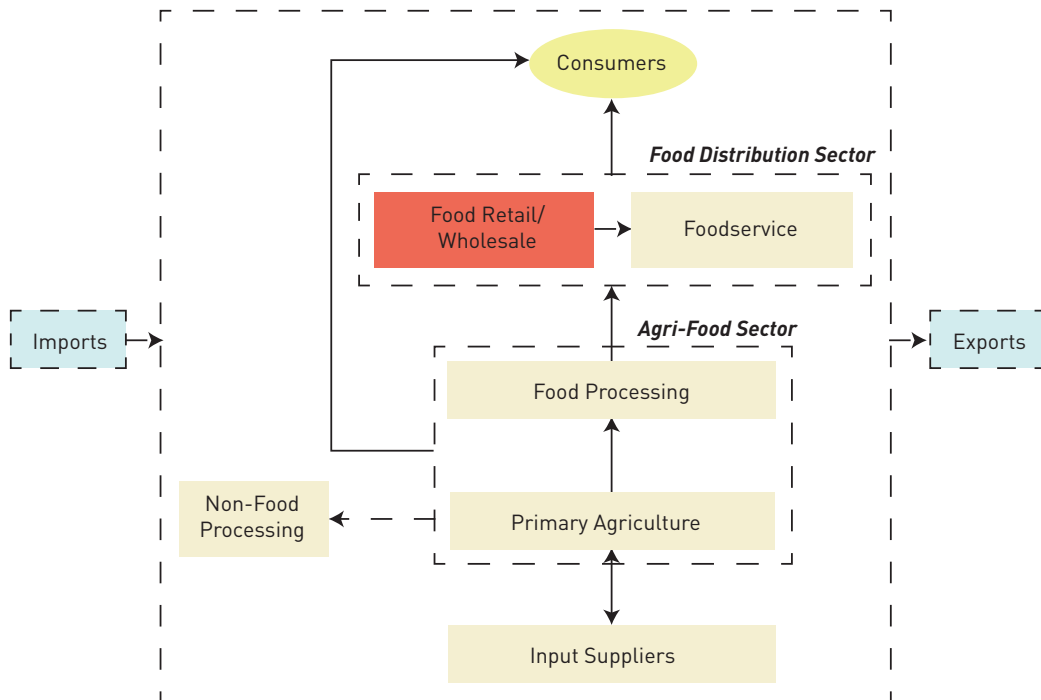 Consumers
Food Distribution Sector
Food Retail/
Wholesale
Foodservice
Imports
Agri-Food Sector
Exports
Food Processing
Non-Food
Processing
Primary Agriculture
Input Suppliers